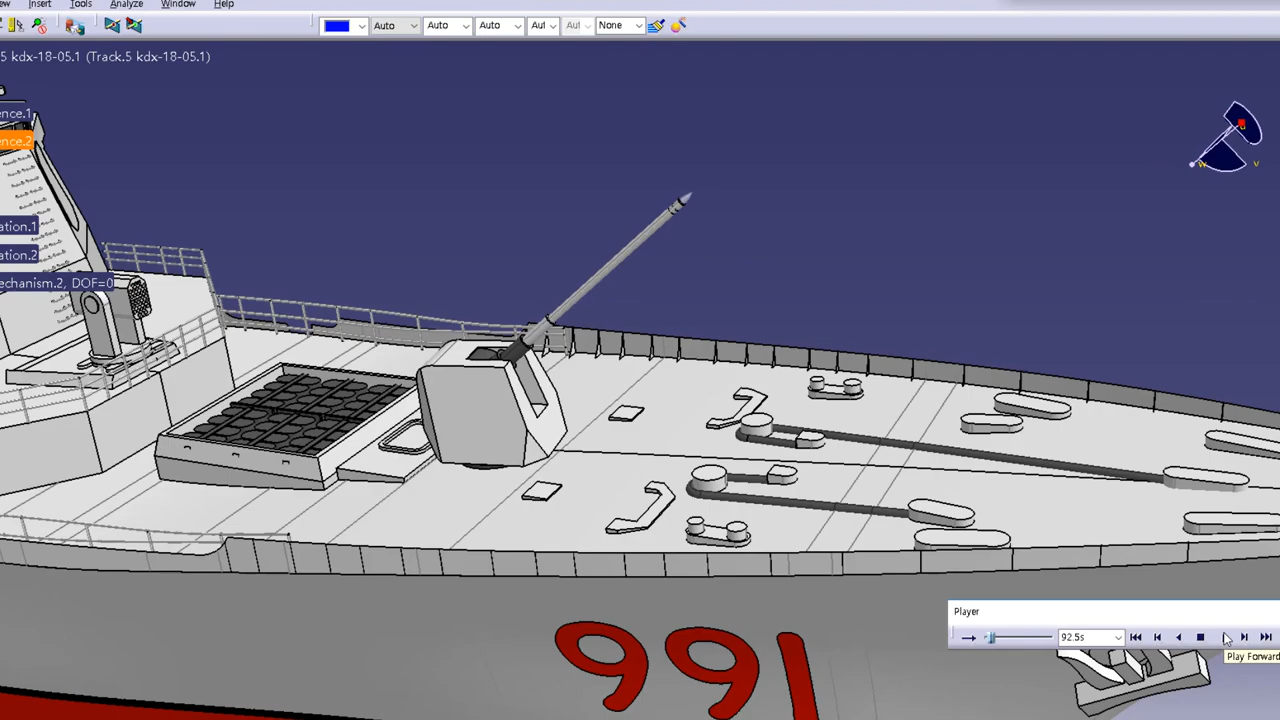 ew Insert Tools Analyze Window Help
Auto Auto Auto Aut Aut None
5 kdx-18-05.1 (Track.5 kdx-18-05.1)
ence.1
ence.2
ation.1
ation.2
echanism.2, DOF=0
W
U
V
Player
92.5s
Play Forward
991